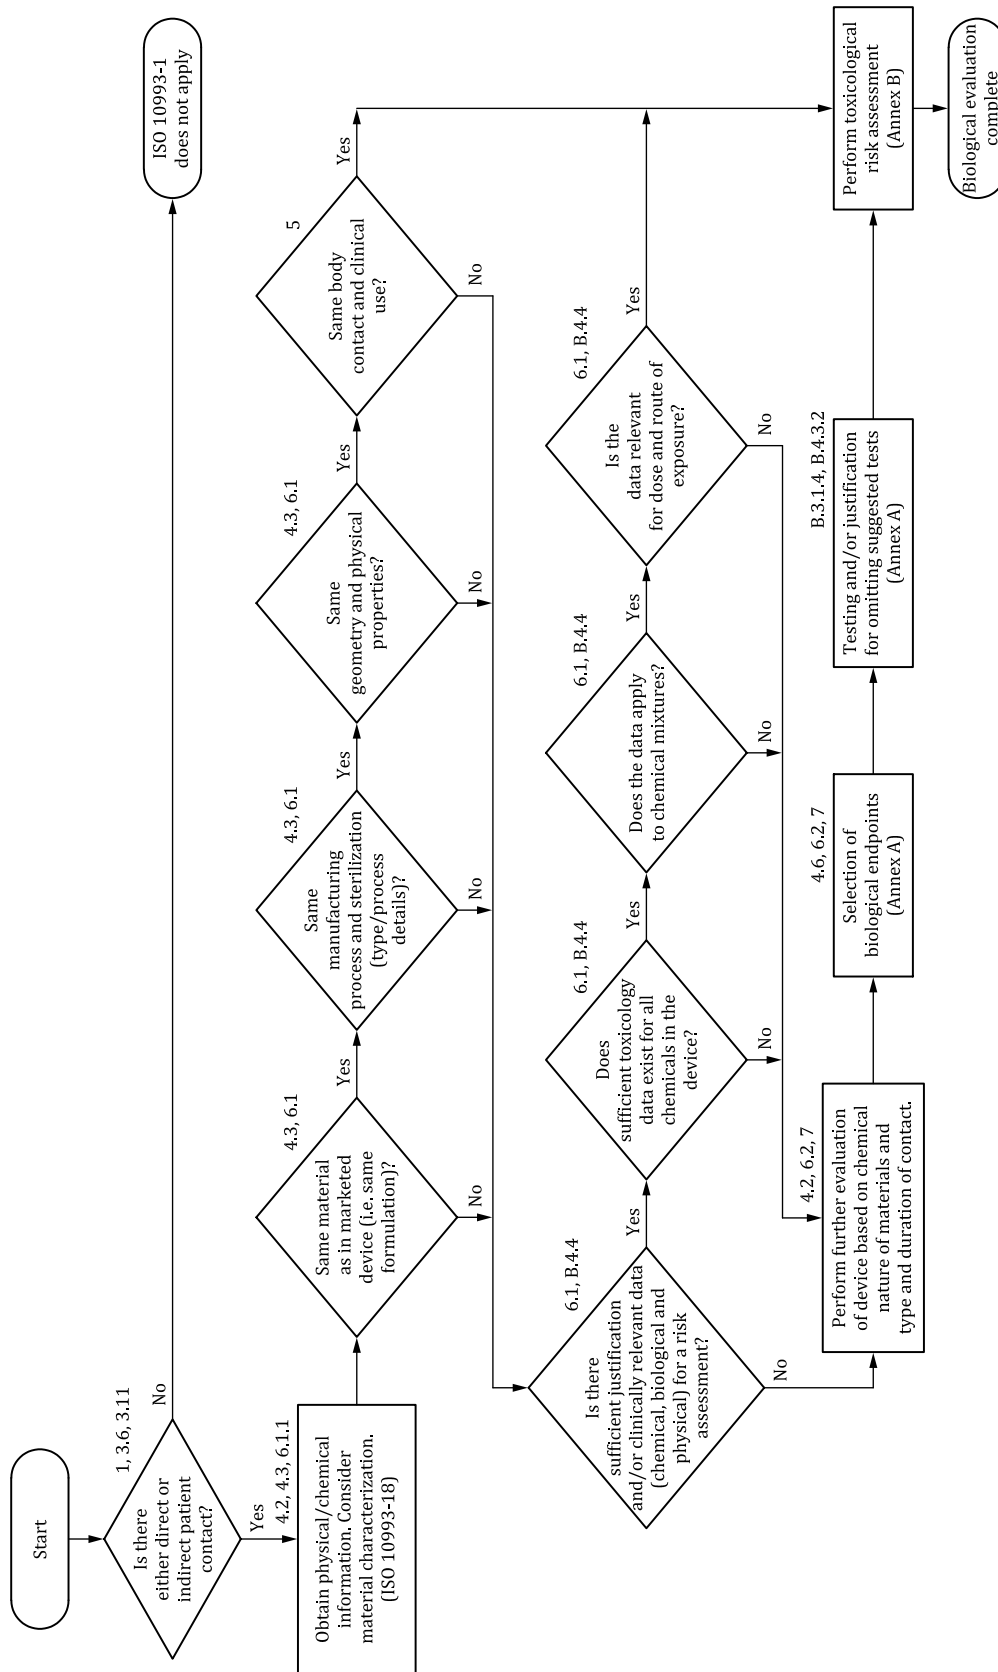 Start
1, 3.6, 3.11
Is there
either direct or
indirect patient
contact?
No
ISO 10993-1
does not apply
Yes
4.2, 4.3, 6.1.1
Obtain physical/chemical
information. Consider
material characterization.
(ISO 10993-18)
4.3, 6.1
Same material
as in marketed
device (i.e. same
formulation)?
Yes
No
4.3, 6.1
Same
manufacturing
process and sterilization
(type/process
details)?
Yes
No
4.3, 6.1
Same
geometry and physical
properties?
Yes
No
5
Same body
contact and clinical
use?
Yes
No
6.1, B.4.4
Is there
sufficient justification
and/or clinically relevant data
(chemical, biological and
physical) for a risk
assessment?
Yes
No
6.1, B.4.4
Does
sufficient toxicology
data exist for all
chemicals in the
device?
Yes
No
6.1, B.4.4
Does the data apply
to chemical mixtures?
Yes
No
6.1, B.4.4
Is the
data relevant
for dose and route of
exposure?
Yes
No
4.2, 6.2, 7
Perform further evaluation
of device based on chemical
nature of materials and
type and duration of contact.
4.6, 6.2, 7
Selection of
biological endpoints
(Annex A)
B.3.1.4, B.4.3.2
Testing and/or justification
for omitting suggested tests
(Annex A)
Perform toxicological
risk assessment
(Annex B)
Biological evaluation
complete